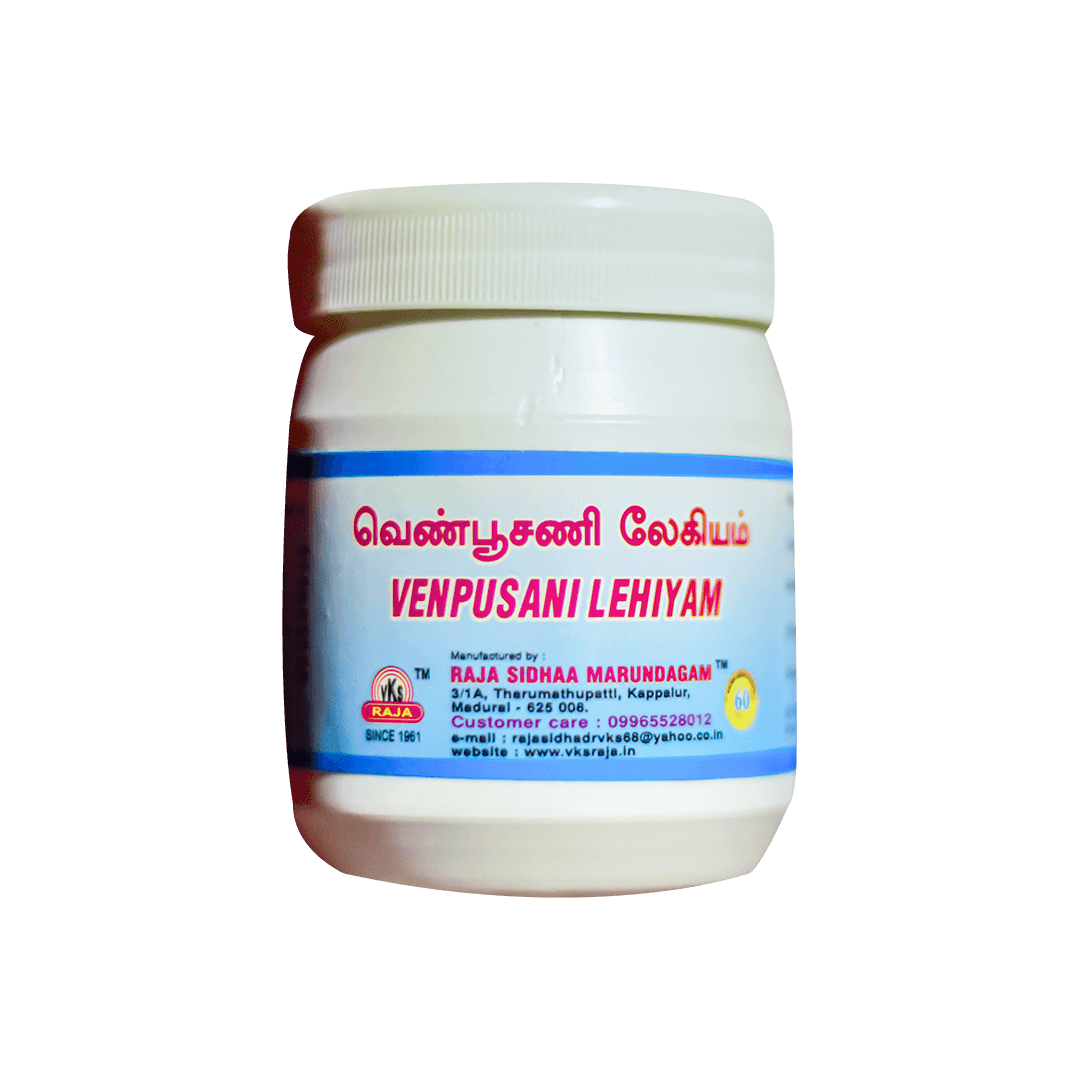 வெண்பூசணி லேகியம்
VENPUSANI LEHIYAM
Manufactured by :
RAJA SIDHAA MARUNDAGAM TM
3/1A, Tharumathupatti, Kappalur,
Madurai - 625 008.
Customer care : 09965528012
e-mail : rajasidhadrvks68@yahoo.co.in
website : www.vksraja.in
VKS TM
RAJA
SINCE 1961
60